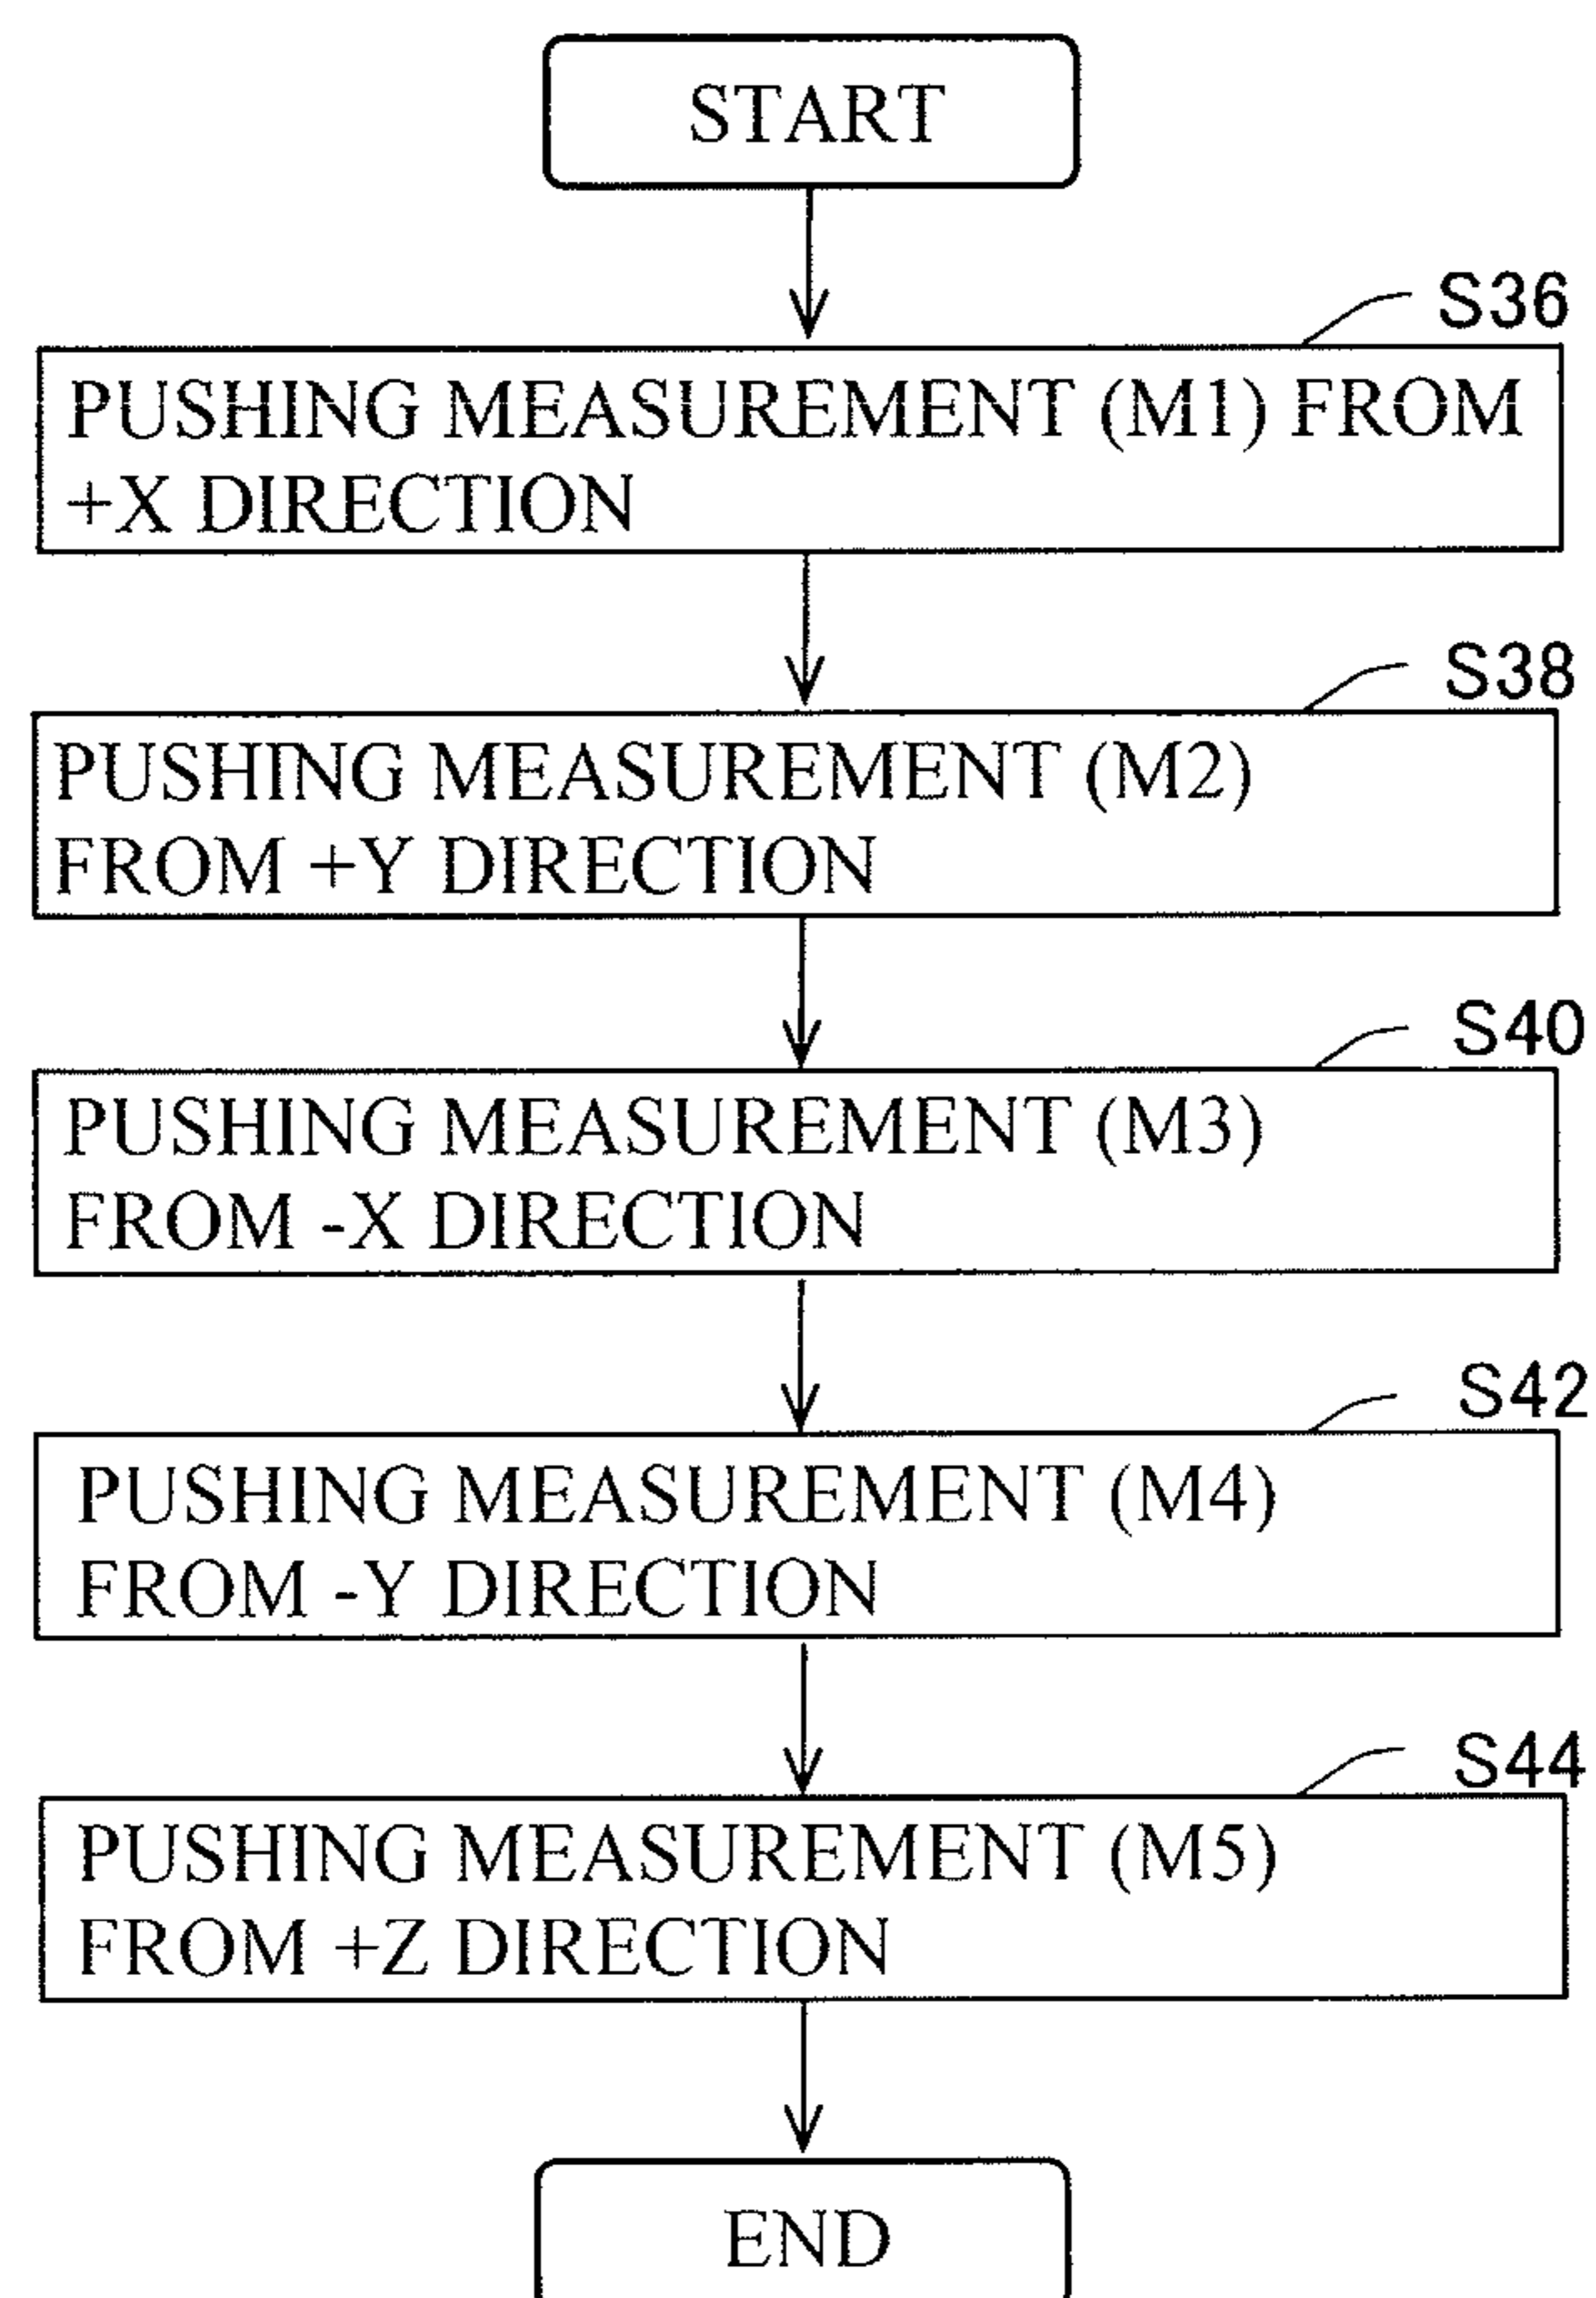 START
S36
PUSHING MEASUREMENT (M1) FROM
+X DIRECTION
S38
PUSHING MEASUREMENT (M2)
FROM +Y DIRECTION
S40
PUSHING MEASUREMENT (M3)
FROM -X DIRECTION
S42
PUSHING MEASUREMENT (M4)
FROM -Y DIRECTION
S44
PUSHING MEASUREMENT (M5)
FROM +Z DIRECTION
END